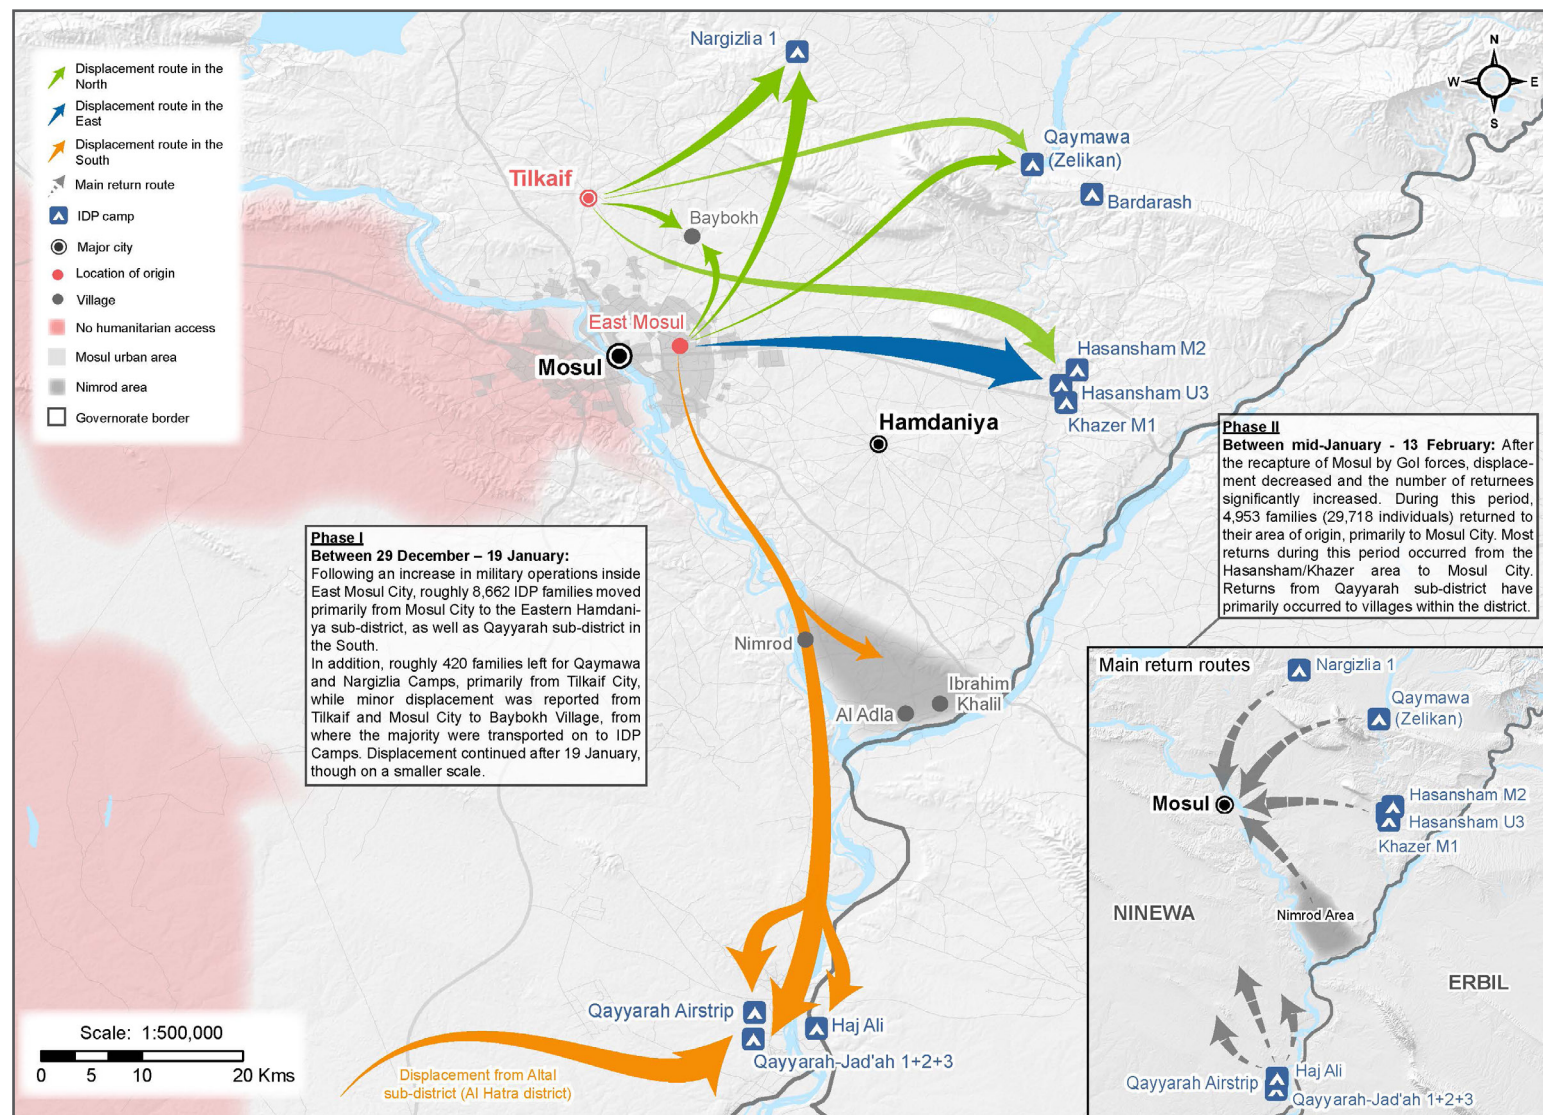 Displacement route in the
North
Displacement route in the
East
Displacement route in the
South
Main return route
IDP camp
Major city
Location of origin
Village
No humanitarian access
Mosul urban area
Nimrod area
Governorate border
N
W
E
S
Nargizlia 1
Qaymawa
(Zelikan)
Bardarash
Tilkaif
Baybokh
East Mosul
Mosul
Hasansham M2
Hasansham U3
Khazer M1
Hamdaniya
Phase I
Between 29 December – 19 January:
Following an increase in military operations inside
East Mosul City, roughly 8,662 IDP families moved
primarily from Mosul City to the Eastern Hamdani-
ya sub-district, as well as Qayyarah sub-district in
the South.
In addition, roughly 420 families left for Qaymawa
and Nargizlia Camps, primarily from Tilkaif City,
while minor displacement was reported from
Tilkaif and Mosul City to Baybokh Village, from
where the majority were transported on to IDP
Camps. Displacement continued after 19 January,
though on a smaller scale.
Phase II
Between mid-January - 13 February: After
the recapture of Mosul by GoI forces, displace-
ment decreased and the number of returnees
significantly increased. During this period,
4,953 families (29,718 individuals) returned to
their area of origin, primarily to Mosul City. Most
returns during this period occurred from the
Hasansham/Khazer area to Mosul City.
Returns from Qayyarah sub-district have
primarily occurred to villages within the district.
Nimrod
Ibrahim
Khalil
Al Adla
Qayyarah Airstrip
Haj Ali
Qayyarah-Jad'ah 1+2+3
Displacement from Altal
sub-district (Al Hatra district)
Scale: 1:500,000
0 5 10 20 Kms
Main return routes
Nargizlia 1
Qaymawa
(Zelikan)
Mosul
Hasansham M2
Hasansham U3
Khazer M1
NINEWA
Nimrod Area
ERBIL
Haj Ali
Qayyarah Airstrip
Qayyarah-Jad'ah 1+2+3